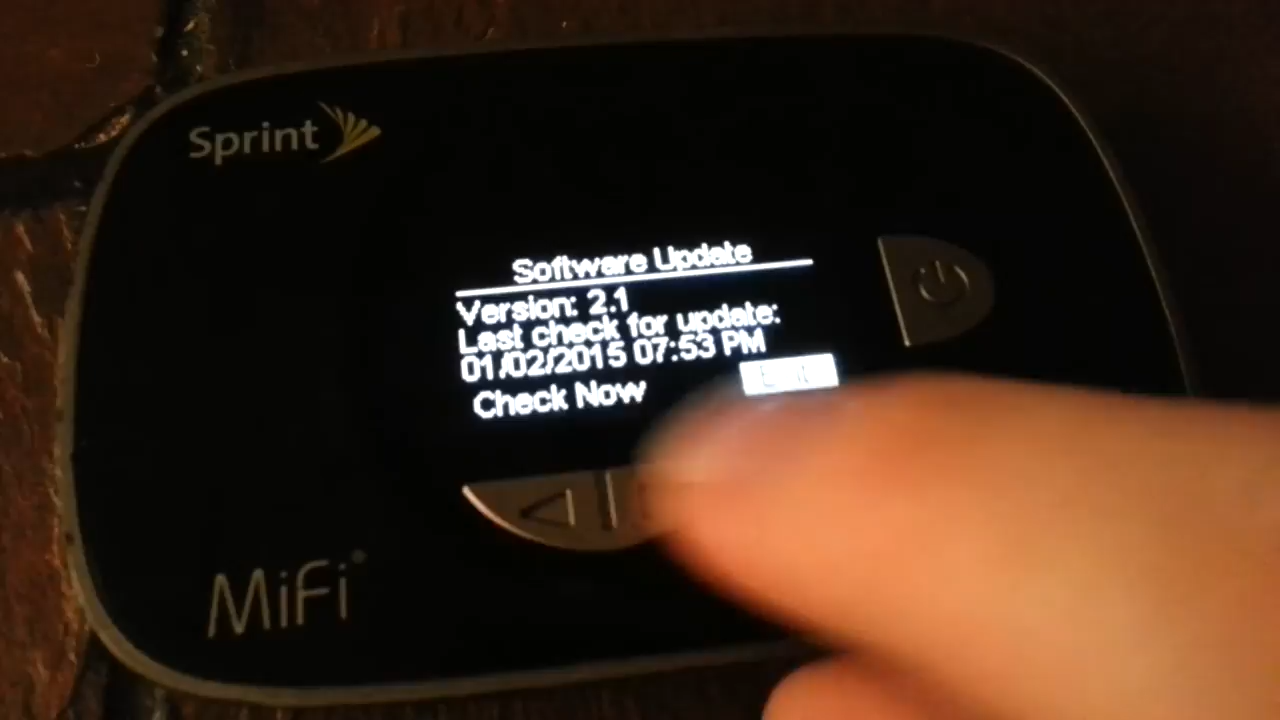 Sprint
Software Update
Version: 2.1
Last check for update:
01/02/2015 07:53 PM
Check Now
MiFi